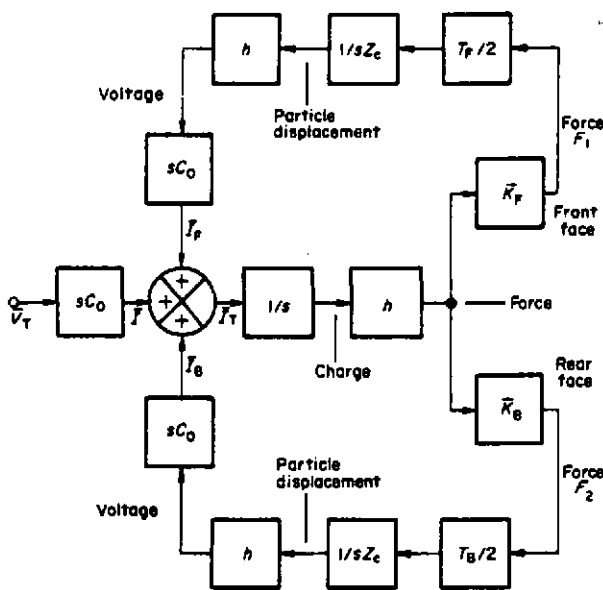 h
1/sZc
TF/2
Voltage
Particle
displacement
Force
F1
sC0
K̄F
Front
face
IF
V̄T
sC0
I
+
+
+
IT
1/s
h
Force
IB
Charge
Rear
face
K̄B
sC0
Particle
displacement
Force
F2
Voltage
h
1/sZc
TB/2